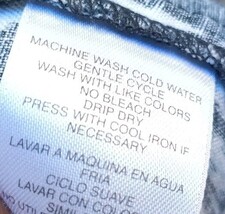 MACHINE WASH COLD WATER
GENTLE CYCLE
WASH WITH LIKE COLORS
NO BLEACH
DRIP DRY
PRESS WITH COOL IRON IF
NECESSARY
LAVAR A MAQUINA EN AGUA
FRIA
CICLO SUAVE
LAVAR CON COLORES